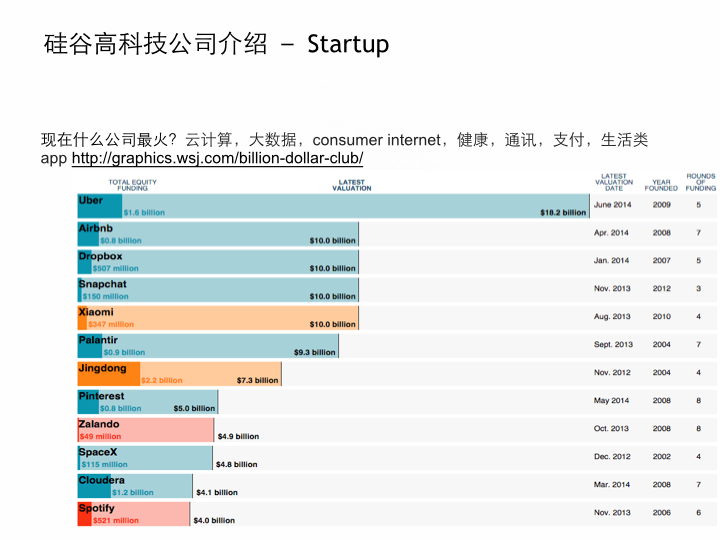 硅谷高科技公司介绍 – Startup
现在什么公司最火？云计算，大数据，consumer internet，健康，通讯，支付，生活类
app http://graphics.wsj.com/billion-dollar-club/
TOTAL EQUITY FUNDING LATEST VALUATION LATEST VALUATION DATE YEAR FOUNDED ROUNDS OF FUNDING
Uber
$1.6 billion $18.2 billion June 2014 2009 5
Airbnb
$0.8 billion $10.0 billion Apr. 2014 2008 7
Dropbox
$507 million $10.0 billion Jan. 2014 2007 5
Snapchat
$150 million $10.0 billion Nov. 2013 2012 3
Xiaomi
$347 million $10.0 billion Aug. 2013 2010 4
Palantir
$0.9 billion $9.3 billion Sept. 2013 2004 7
Jingdong
$2.2 billion $7.3 billion Nov. 2012 2004 4
Pinterest
$0.8 billion $5.0 billion May 2014 2008 8
Zalando
$49 million $4.9 billion Oct. 2013 2008 8
SpaceX
$115 million $4.8 billion Dec. 2012 2002 4
Cloudera
$1.2 billion $4.1 billion Mar. 2014 2008 7
Spotify
$521 million $4.0 billion Nov. 2013 2006 6